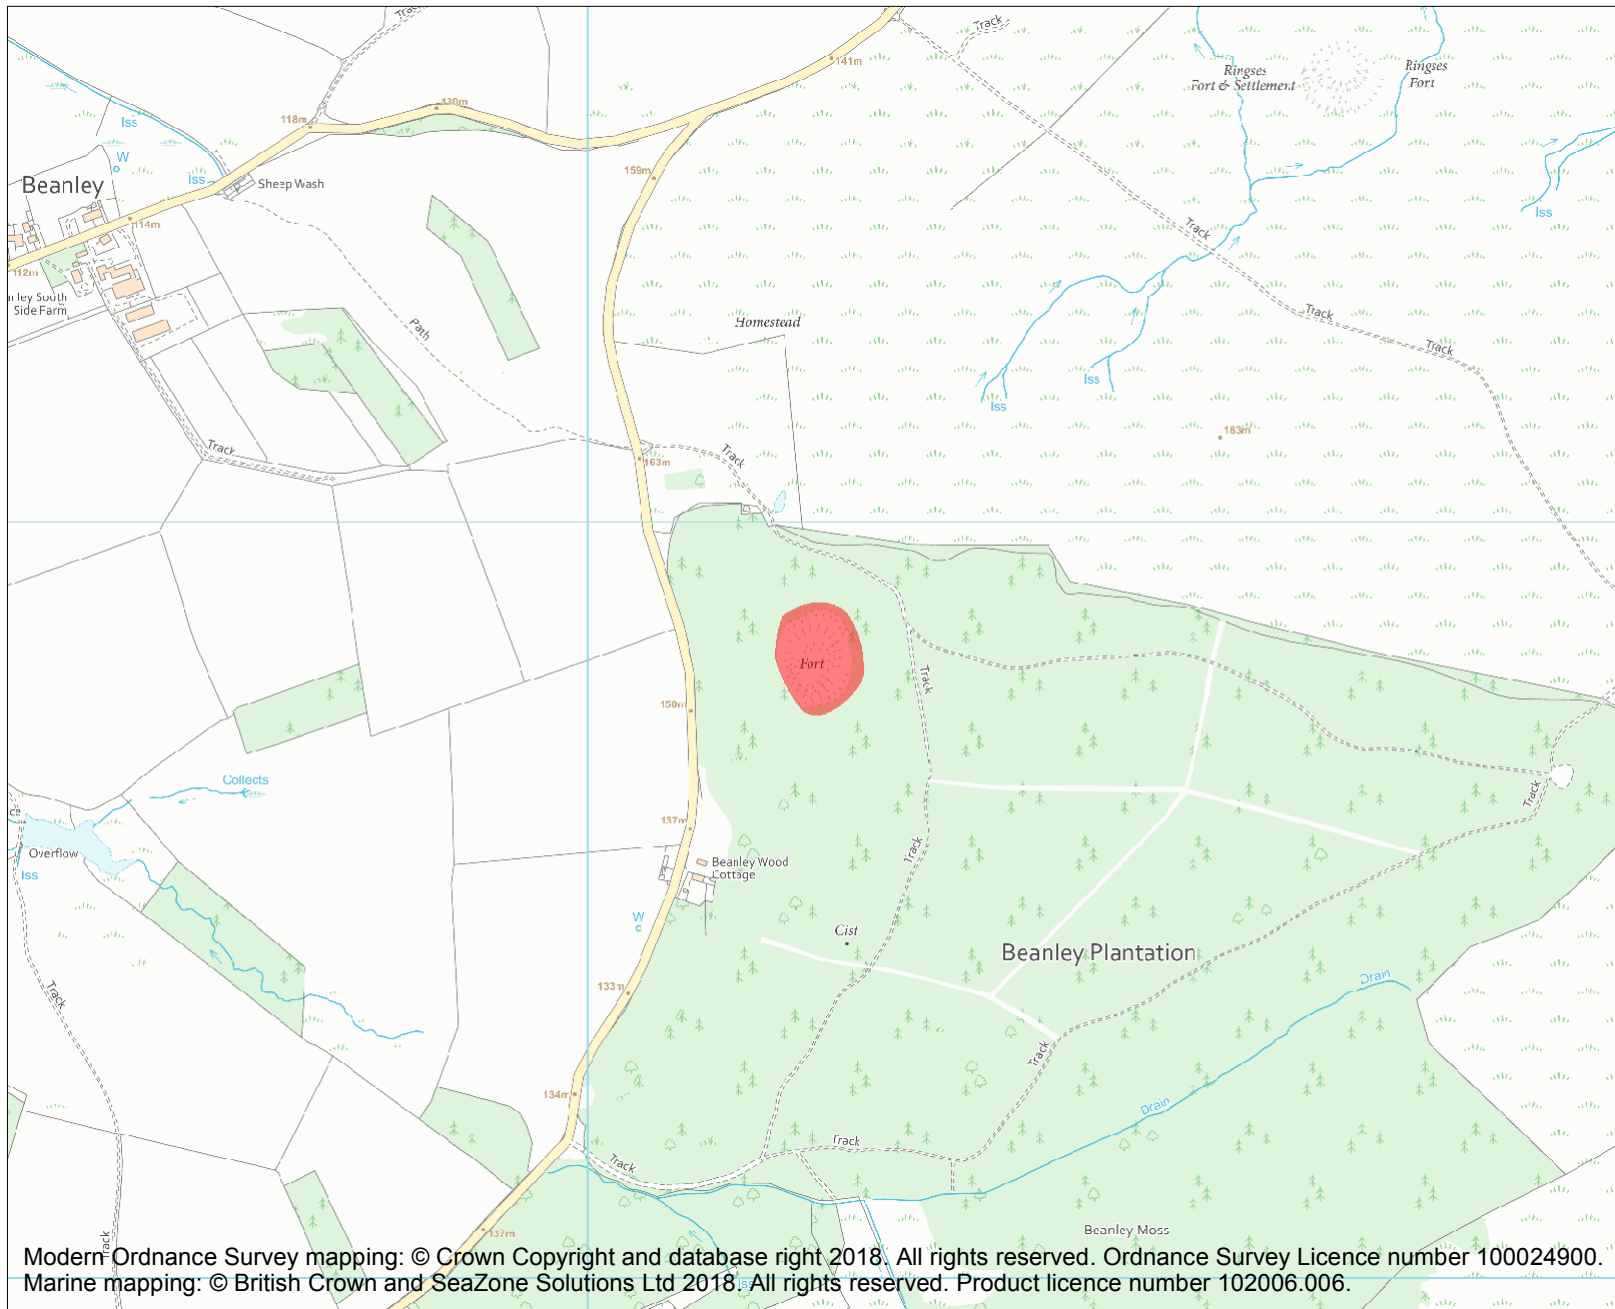 Track
Track
141m
Ringses
Fort & Settlement
Ringses
Fort
130m
118m
Iss
W
Iss
Sheep Wash
Beanley
159m
114m
Iss
Track
112m
Side Farm
Path
Homestead
Track
Track
Iss
Iss
183m
Track
Track
163m
Fort
Track
150m
Collects
Track
137m
Overflow
Iss
Track
Beanley Wood
Cottage
W
Cist
Beanley Plantation
Drain
133m
Track
Track
134m
Drain
Track
Track
Beanley Moss
137m
Track
Iss
Modern Ordnance Survey mapping: © Crown Copyright and database right 2018. All rights reserved. Ordnance Survey Licence number 100024900.
Marine mapping: © British Crown and SeaZone Solutions Ltd 2018. All rights reserved. Product licence number 102006.006.